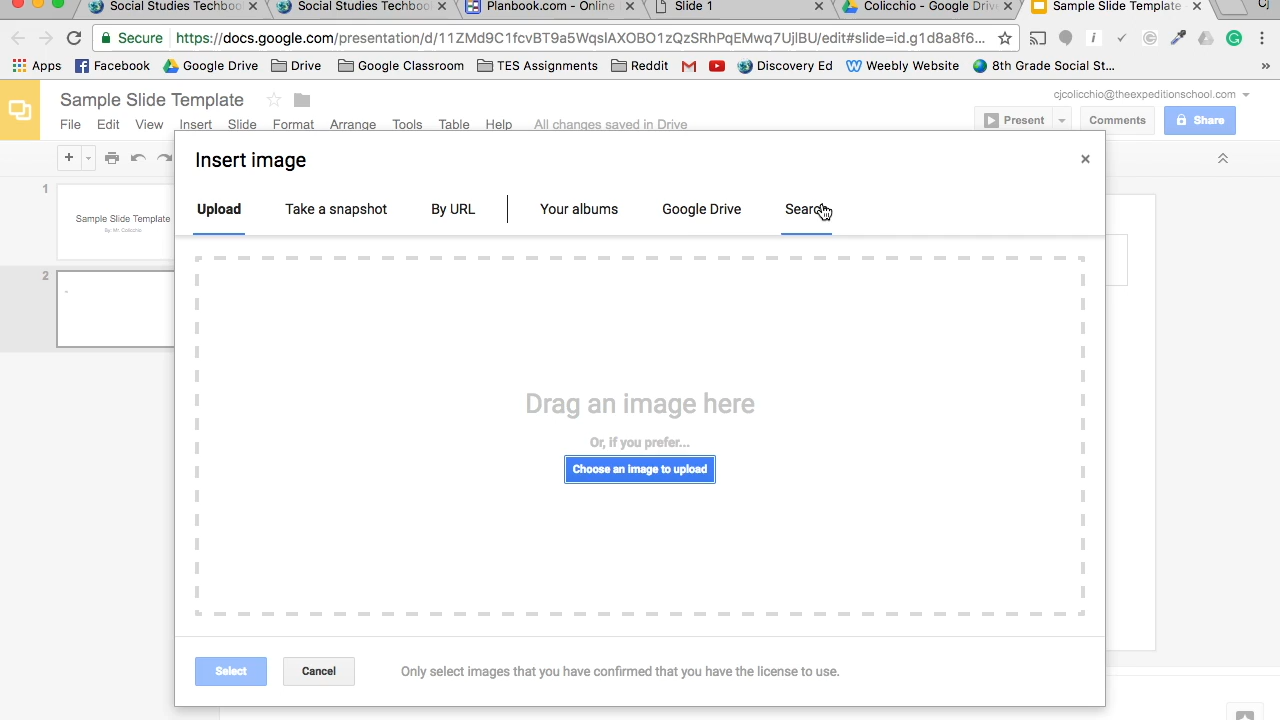 Social Studies Techboo
Social Studies Techboo
Planbook.com - Online
Slide 1
Colicchio - Google Driv
Sample Slide Template
Secure
https://docs.google.com/presentation/d/11ZMd9C1fcvBT9a5WqsIAXOBO1zQzSRhPqEMwq7UjlBU/edit#slide=id.g1d8a8f6...
Apps
Facebook
Google Drive
Drive
Google Classroom
TES Assignments
Reddit
Discovery Ed
Weebly Website
8th Grade Social St...
»
Sample Slide Template
cjcolicchio@theexpeditionschool.com
File Edit View Insert Slide Format Arrange Tools Table Help All changes saved in Drive
Present
Comments
Share
Insert image
Upload
Take a snapshot
By URL
Your albums
Google Drive
Search
1
Sample Slide Template
By: Mr. Colicchio
2
Drag an image here
Or, if you prefer...
Choose an image to upload
Select
Cancel
Only select images that you have confirmed that you have the license to use.